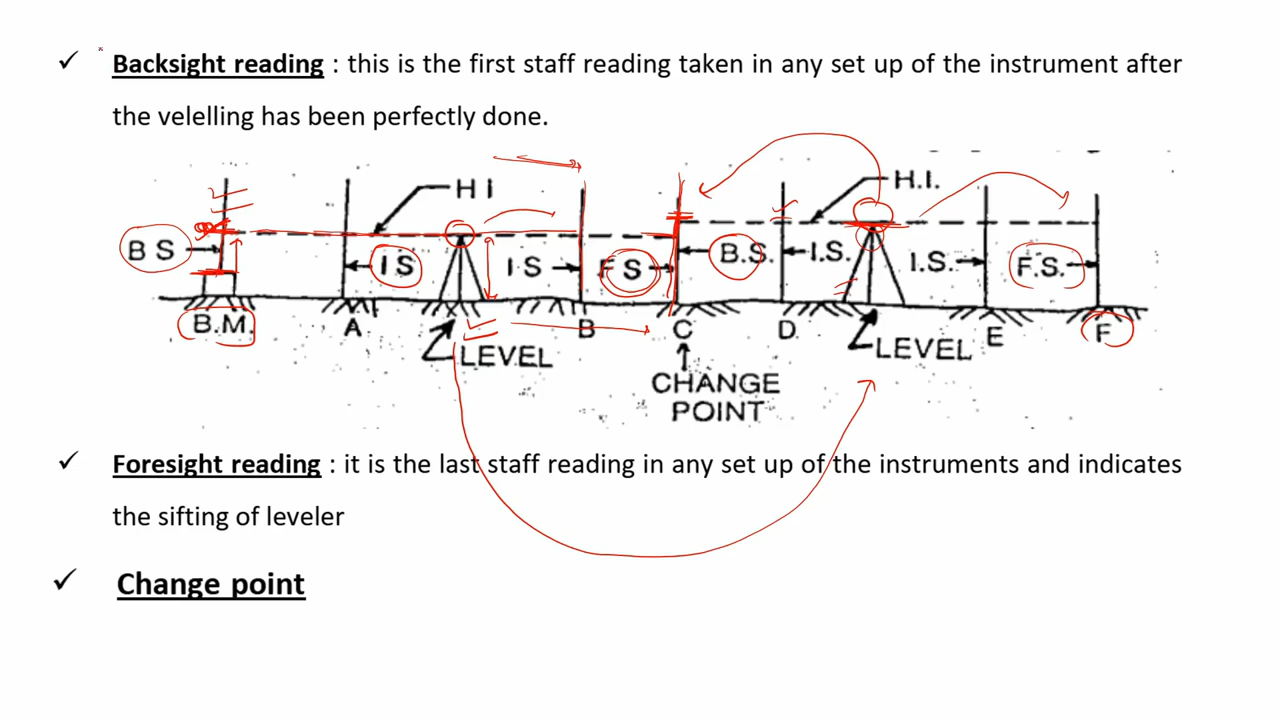 ✓ Backsight reading : this is the first staff reading taken in any set up of the instrument after
the velelling has been perfectly done.
H I
H.I.
B S
I S
I S
F S
B.S.
I.S.
I.S.
F.S.
B.M.
A
B
C
D
E
F
LEVEL
LEVEL
CHANGE
POINT
✓ Foresight reading : it is the last staff reading in any set up of the instruments and indicates
the sifting of leveler
✓ Change point